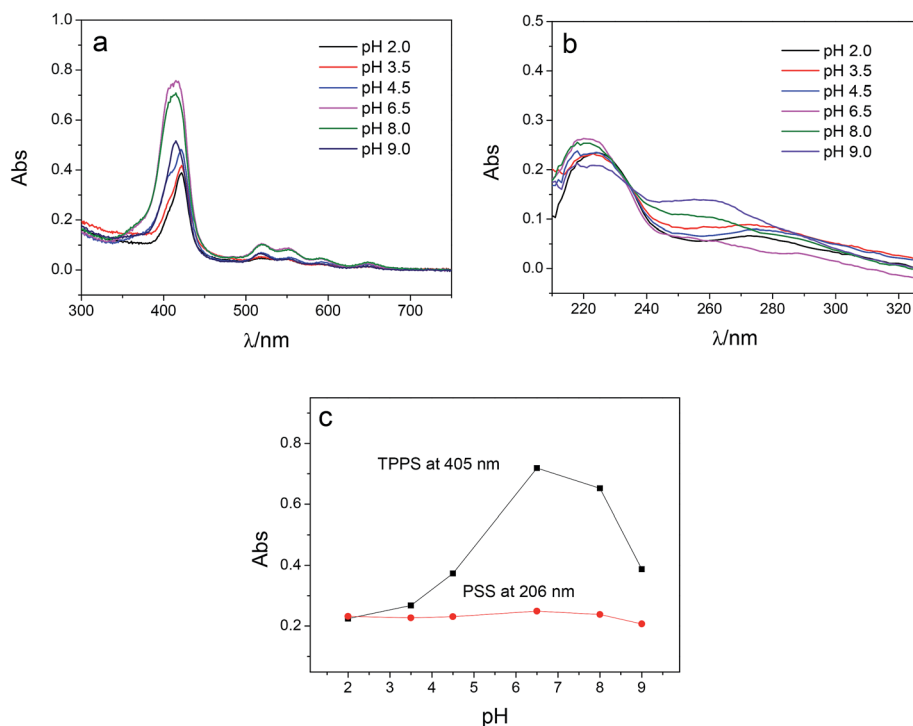 a
pH 2.0
pH 3.5
pH 4.5
pH 6.5
pH 8.0
pH 9.0
1.0
0.8
0.6
0.4
0.2
0.0
Abs
300 400 500 600 700
λ/nm
b
pH 2.0
pH 3.5
pH 4.5
pH 6.5
pH 8.0
pH 9.0
0.5
0.4
0.3
0.2
0.1
0.0
Abs
220 240 260 280 300 320
λ/nm
c
TPPS at 405 nm
PSS at 206 nm
0.8
0.6
0.4
0.2
Abs
2 3 4 5 6 7 8 9
pH